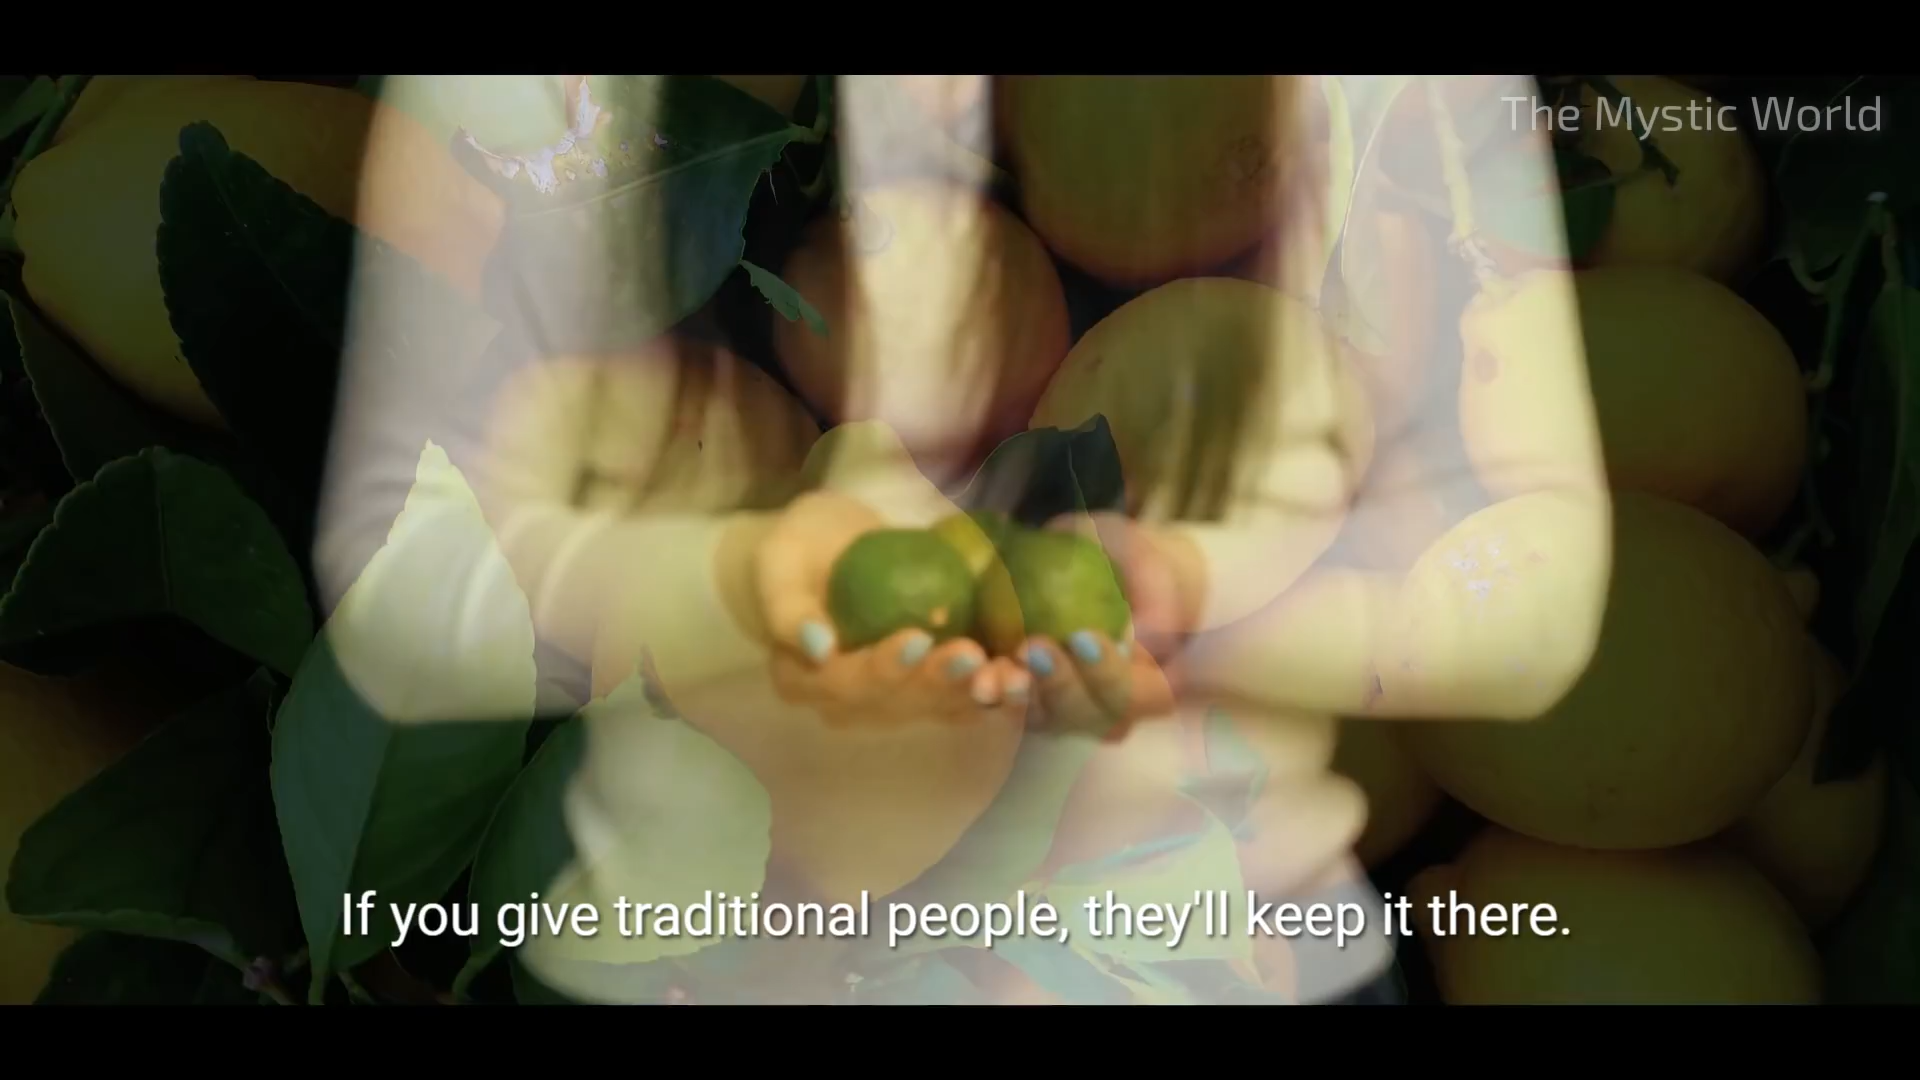 The Mystic World
If you give traditional people, they'll keep it there.